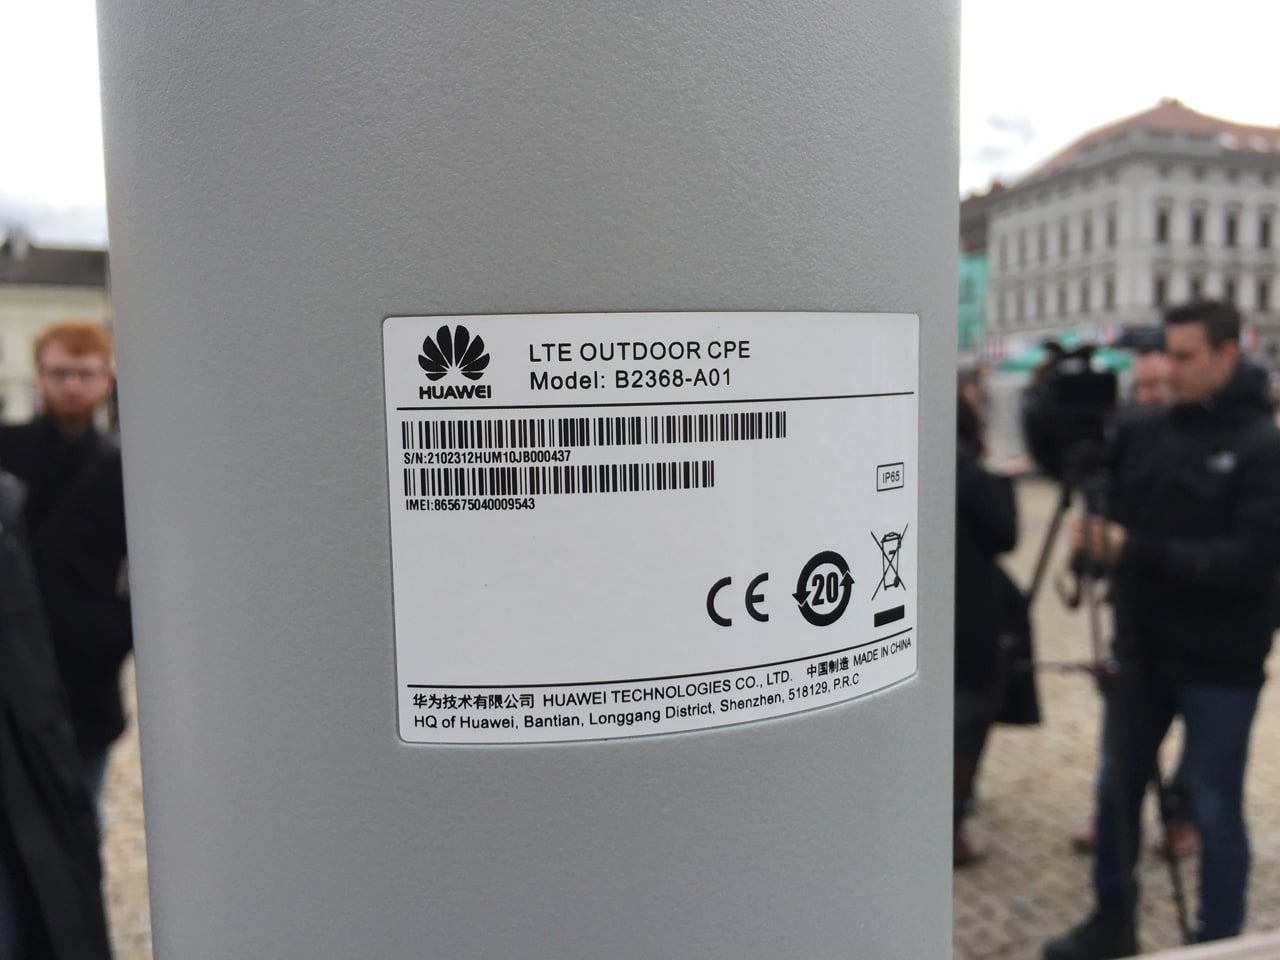 HUAWEI
LTE OUTDOOR CPE
Model: B2368-A01
S/N:2102312HUM10JB000437
IMEI:865675040009543
IP65
CE
20
华为技术有限公司 HUAWEI TECHNOLOGIES CO., LTD. 中国制造 MADE IN CHINA
HQ of Huawei, Bantian, Longgang District, Shenzhen, 518129, P.R.C